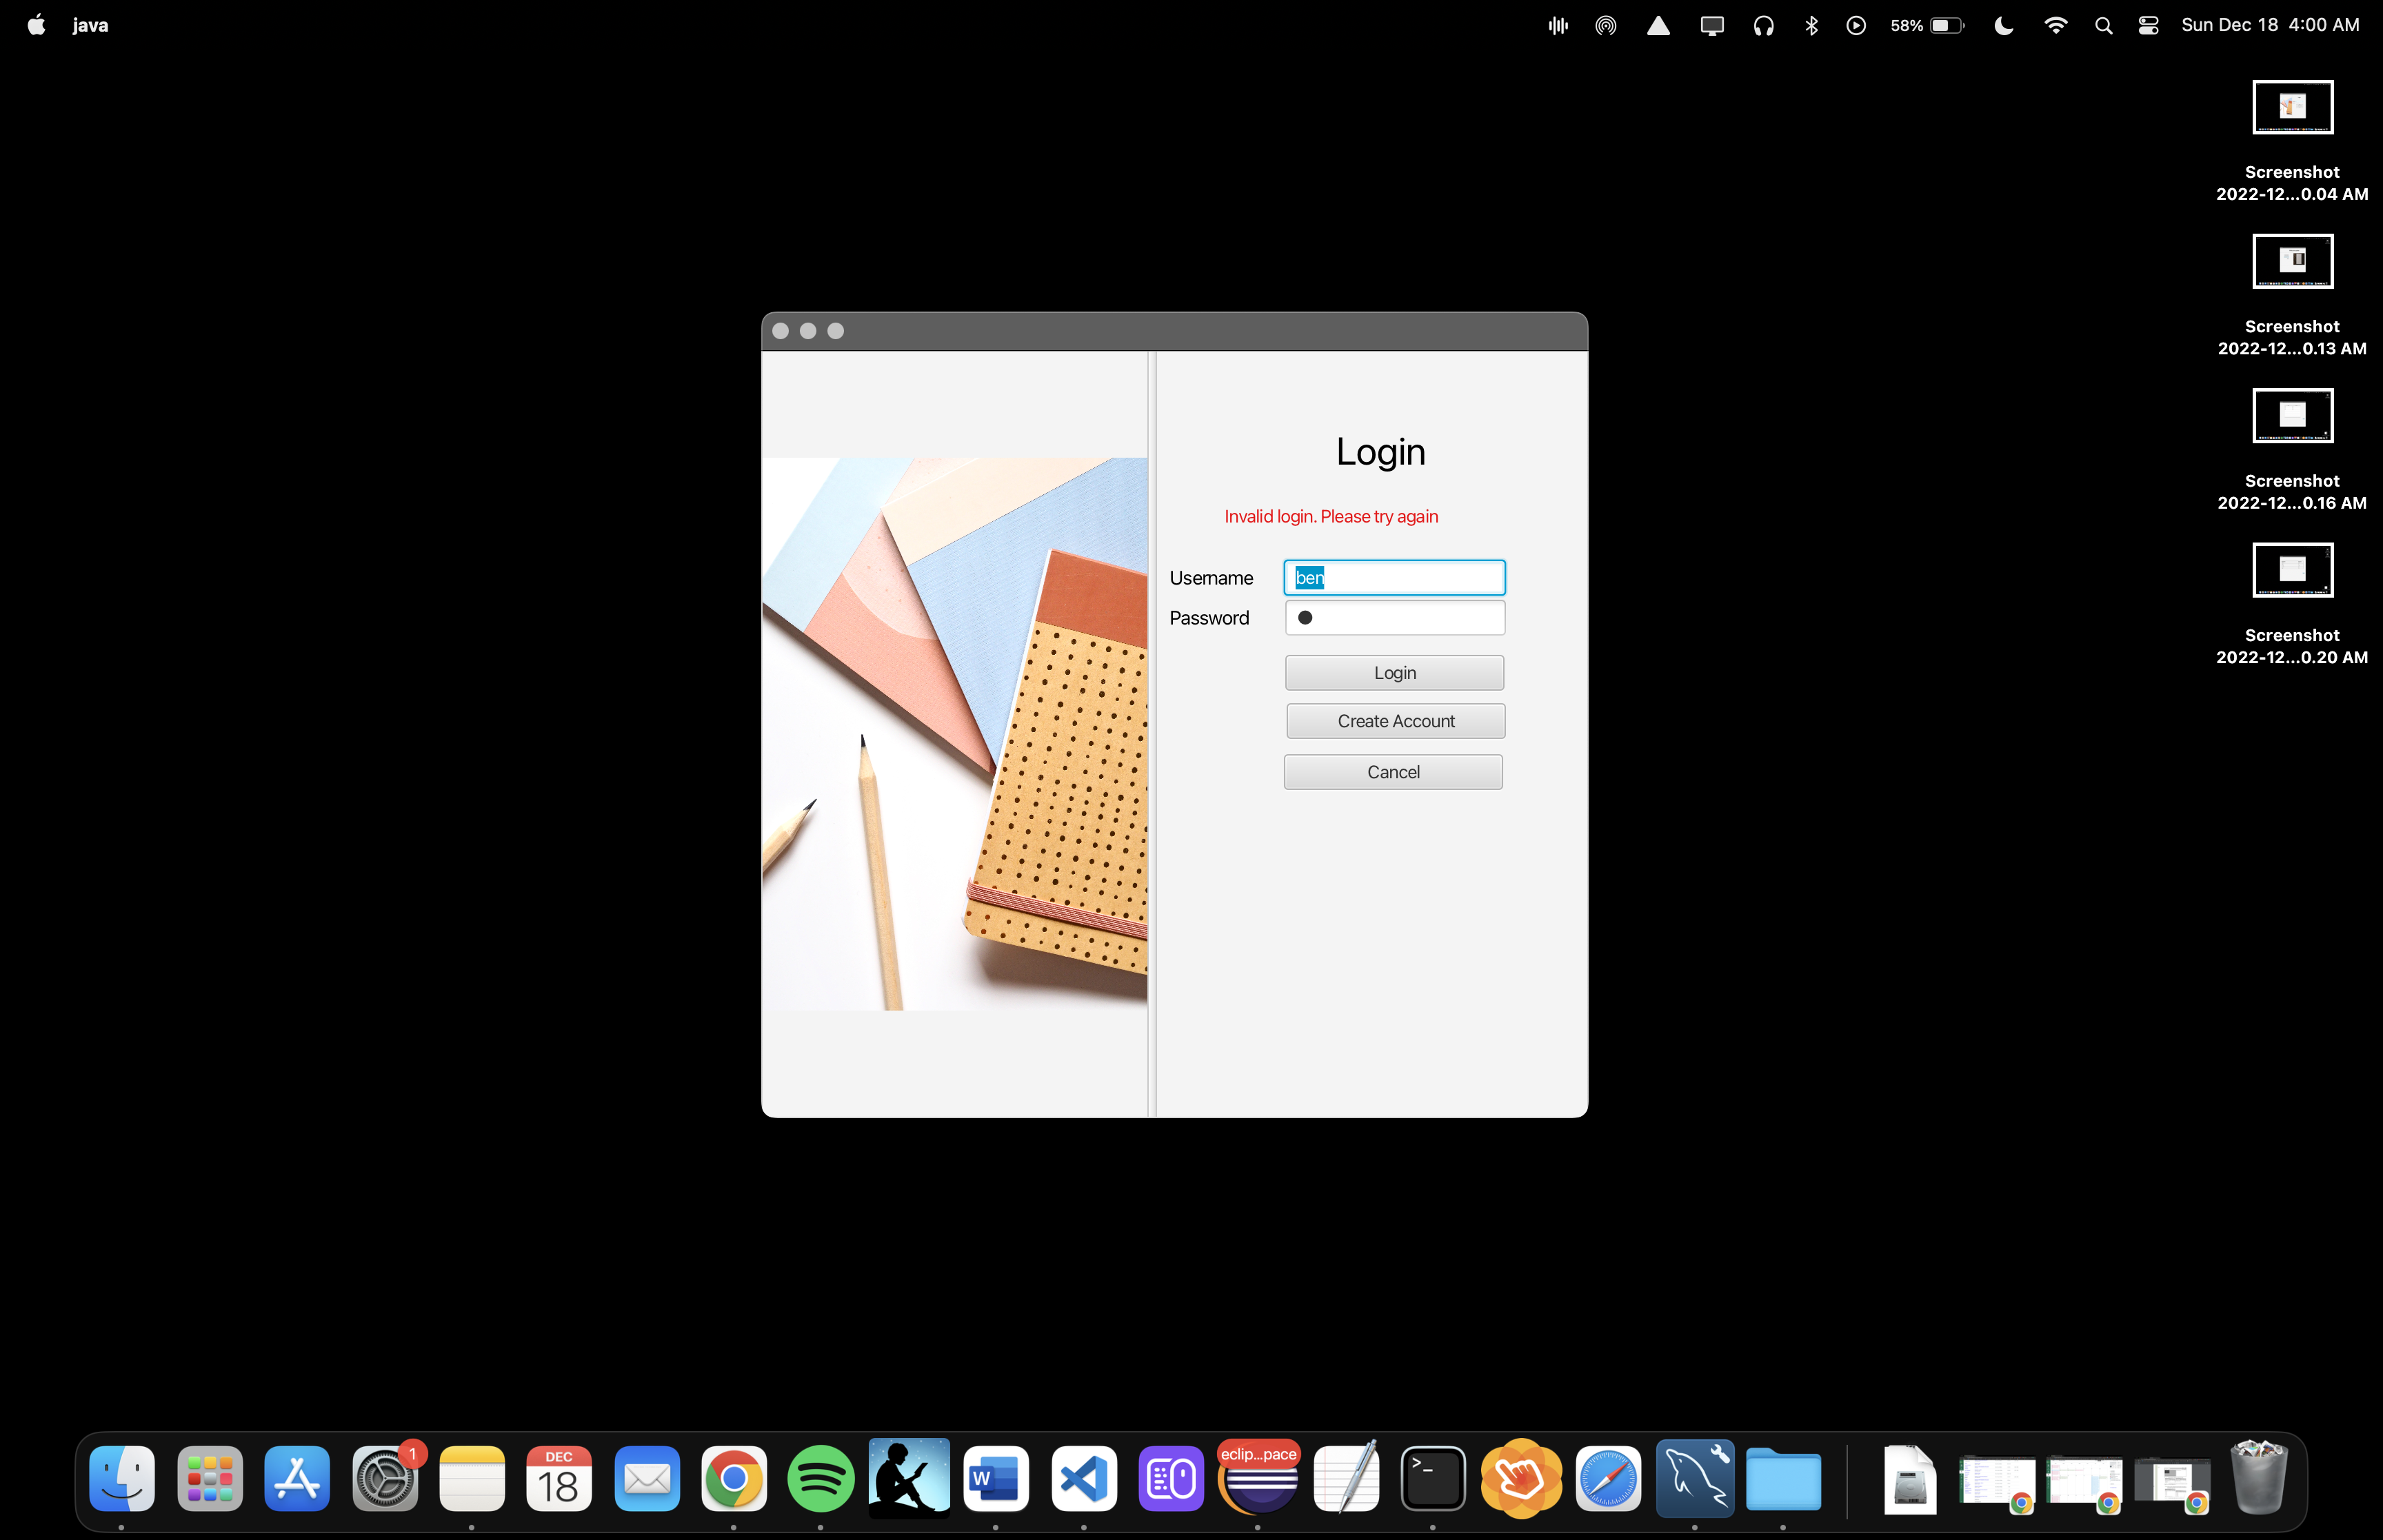 java
58%
Sun Dec 18 4:00 AM
Screenshot
2022-12...0.04 AM
Screenshot
2022-12...0.13 AM
Screenshot
2022-12...0.16 AM
Screenshot
2022-12...0.20 AM
Login
Invalid login. Please try again
Username
ben
Password
Login
Create Account
Cancel
1
DEC
18
W
eclip...pace
>_